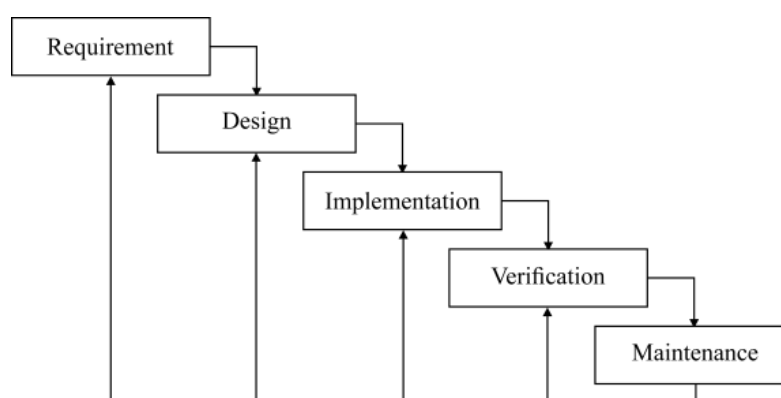 Requirement
Design
Implementation
Verification
Maintenance